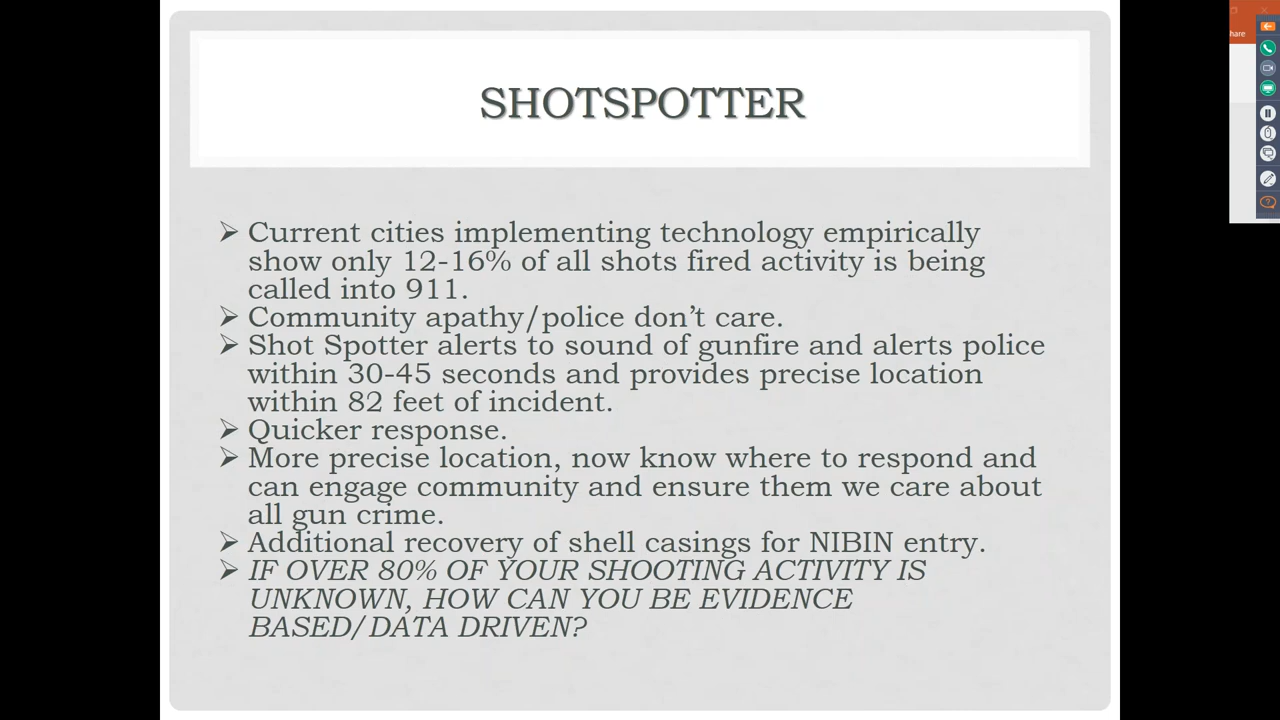 hare
SHOTSPOTTER
➢ Current cities implementing technology empirically
show only 12-16% of all shots fired activity is being
called into 911.
➢ Community apathy/police don’t care.
➢ Shot Spotter alerts to sound of gunfire and alerts police
within 30-45 seconds and provides precise location
within 82 feet of incident.
➢ Quicker response.
➢ More precise location, now know where to respond and
can engage community and ensure them we care about
all gun crime.
➢ Additional recovery of shell casings for NIBIN entry.
➢ IF OVER 80% OF YOUR SHOOTING ACTIVITY IS
UNKNOWN, HOW CAN YOU BE EVIDENCE
BASED/DATA DRIVEN?